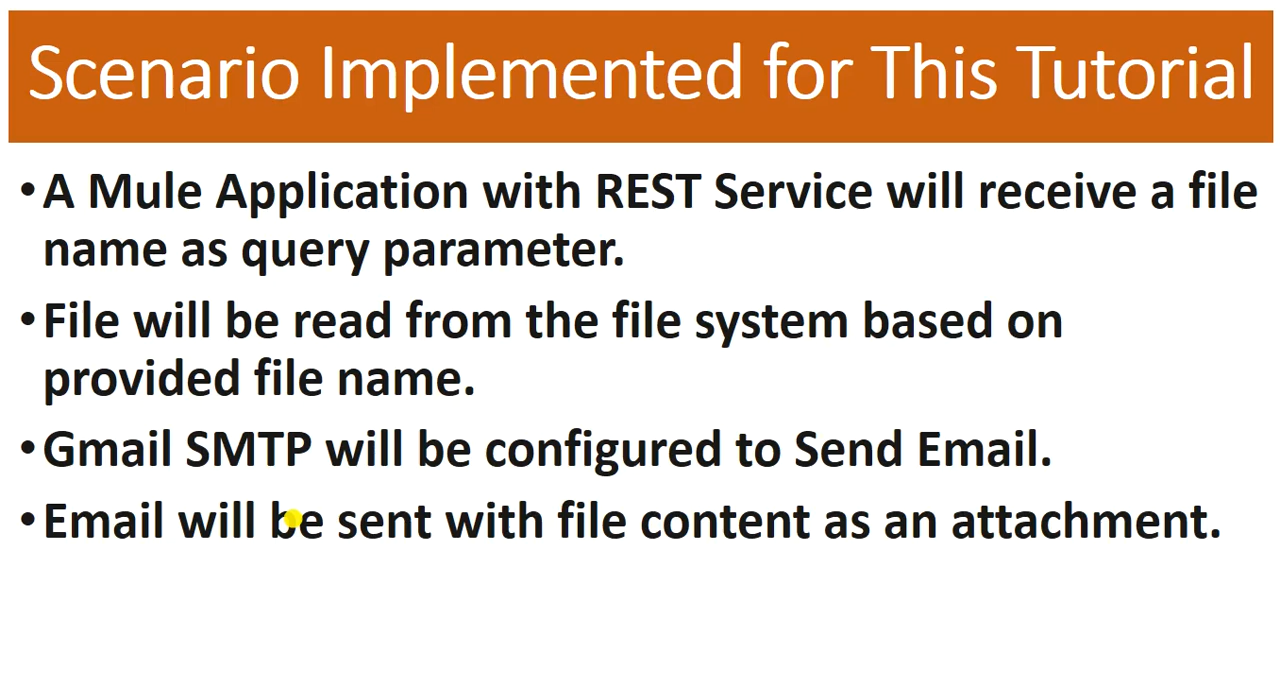 Scenario Implemented for This Tutorial
•A Mule Application with REST Service will receive a file
name as query parameter.
•File will be read from the file system based on
provided file name.
•Gmail SMTP will be configured to Send Email.
•Email will be sent with file content as an attachment.